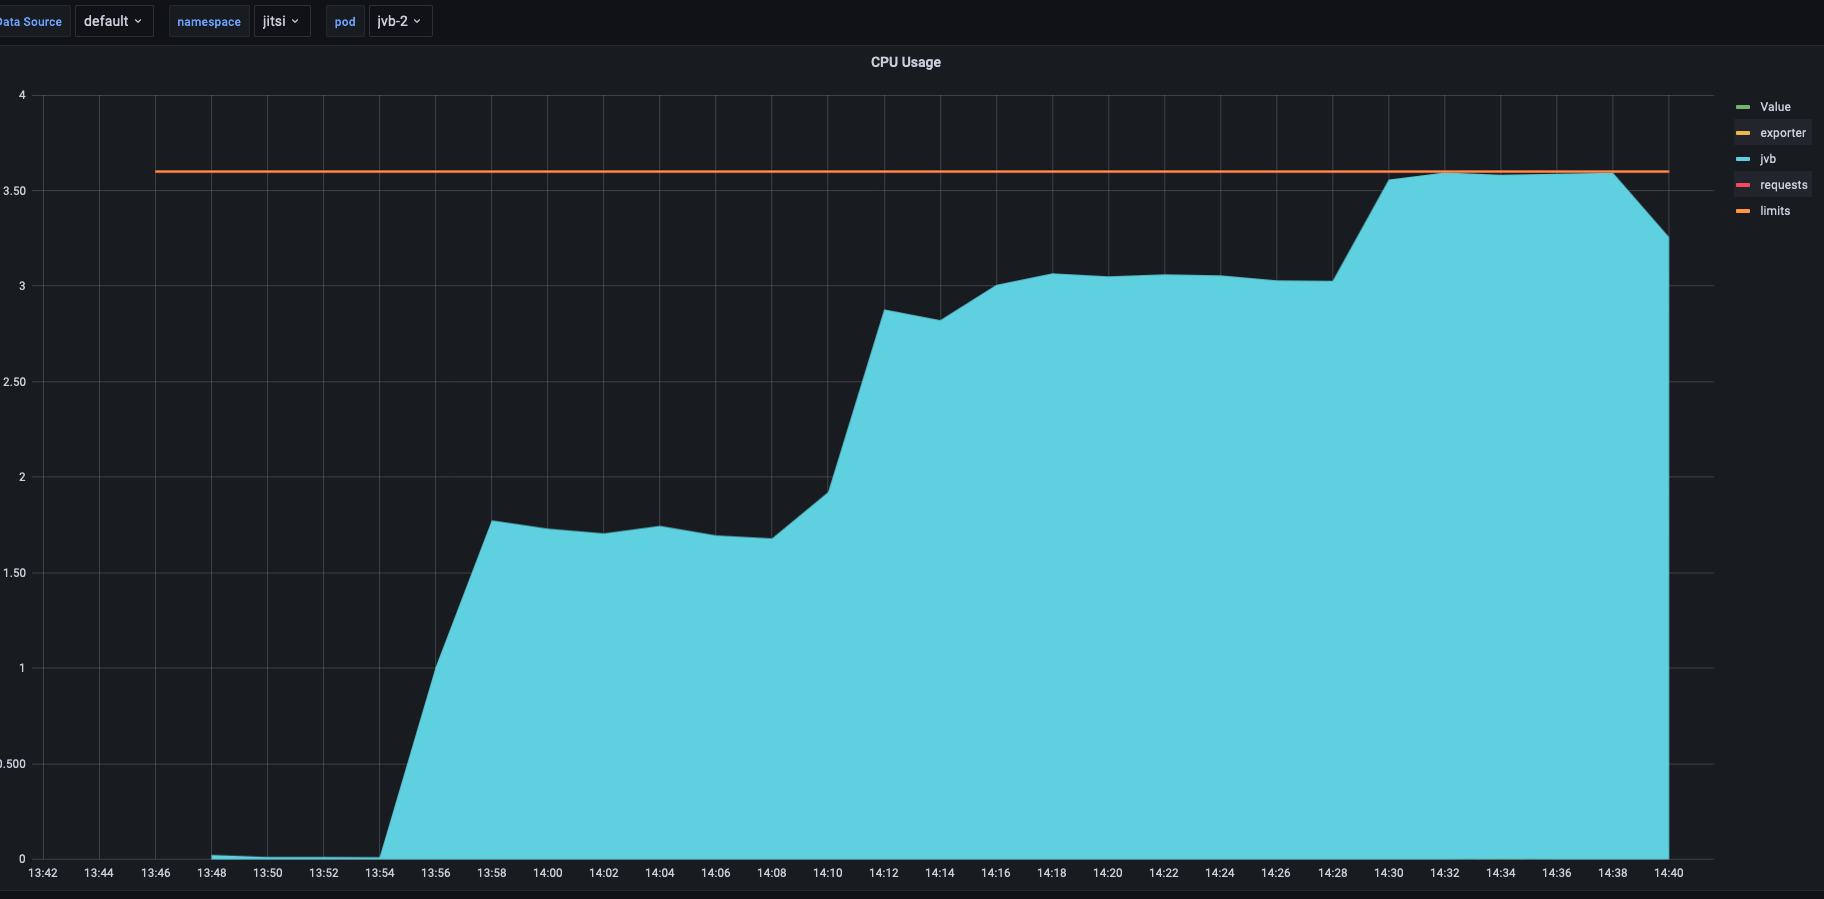 Data Source default namespace jitsi pod jvb-2
CPU Usage
4
3.50
3
2.50
2
1.50
1
0.500
0
13:42 13:44 13:46 13:48 13:50 13:52 13:54 13:56 13:58 14:00 14:02 14:04 14:06 14:08 14:10 14:12 14:14 14:16 14:18 14:20 14:22 14:24 14:26 14:28 14:30 14:32 14:34 14:36 14:38 14:40
Value
exporter
jvb
requests
limits